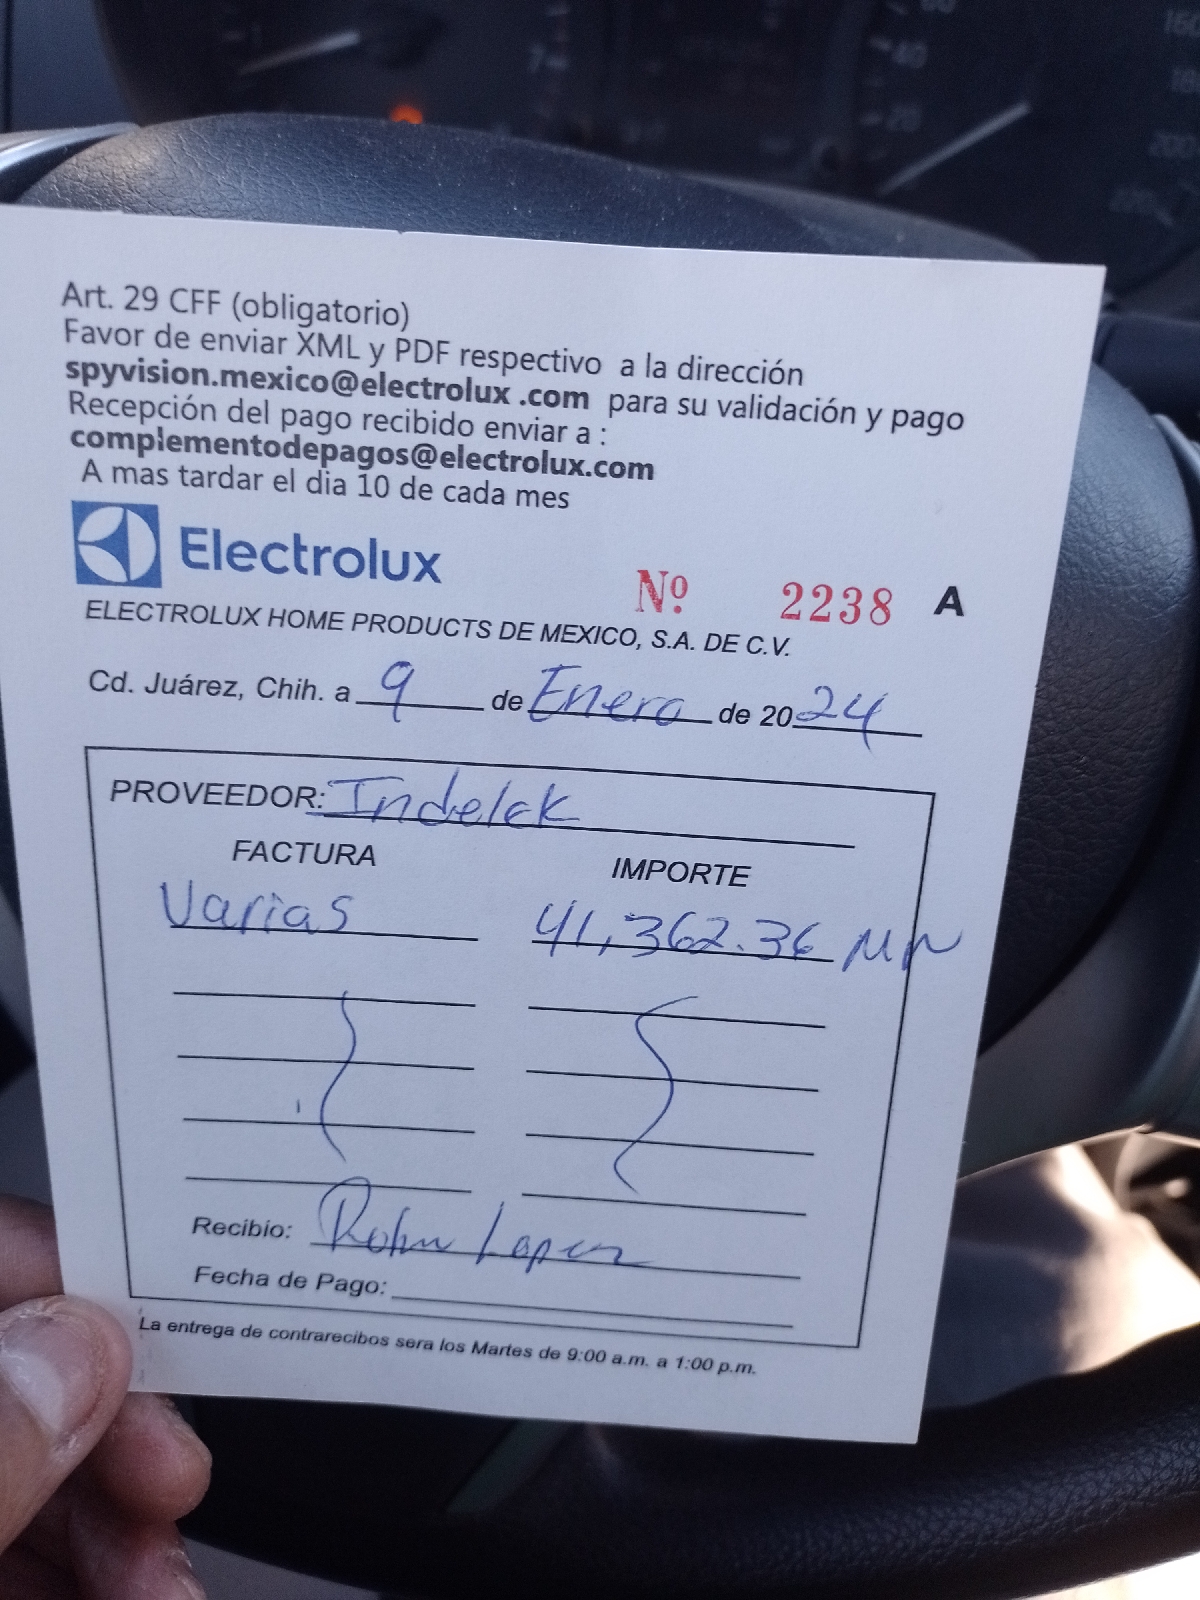 Art. 29 CFF (obligatorio)
Favor de enviar XML y PDF respectivo a la dirección
spyvision.mexico@electrolux .com para su validación y pago
Recepción del pago recibido enviar a :
complementodepagos@electrolux.com
A mas tardar el dia 10 de cada mes
Electrolux
Nº 2238 A
ELECTROLUX HOME PRODUCTS DE MEXICO, S.A. DE C.V.
Cd. Juárez, Chih. a 9 de Enero de 2024
PROVEEDOR: Indelek
FACTURA IMPORTE
Varias 41,362.36 MN
Recibio: Lopez
Fecha de Pago:
La entrega de contrarecibos sera los Martes de 9:00 a.m. a 1:00 p.m.